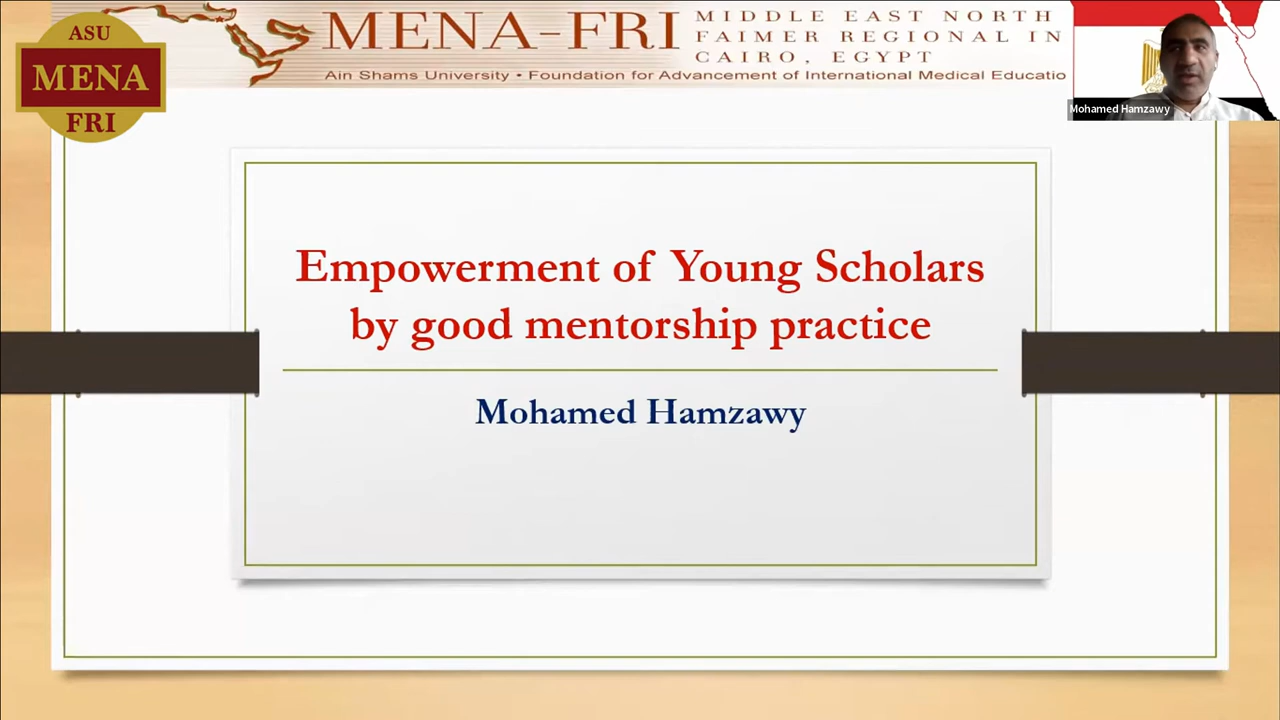 ASU
MENA
FRI
MENA-FRI
MIDDLE EAST NORTH
FAIMER REGIONAL IN
CAIRO, EGYPT
Ain Shams University • Foundation for Advancement of International Medical Educatio
Mohamed Hamzawy
Empowerment of Young Scholars
by good mentorship practice
Mohamed Hamzawy